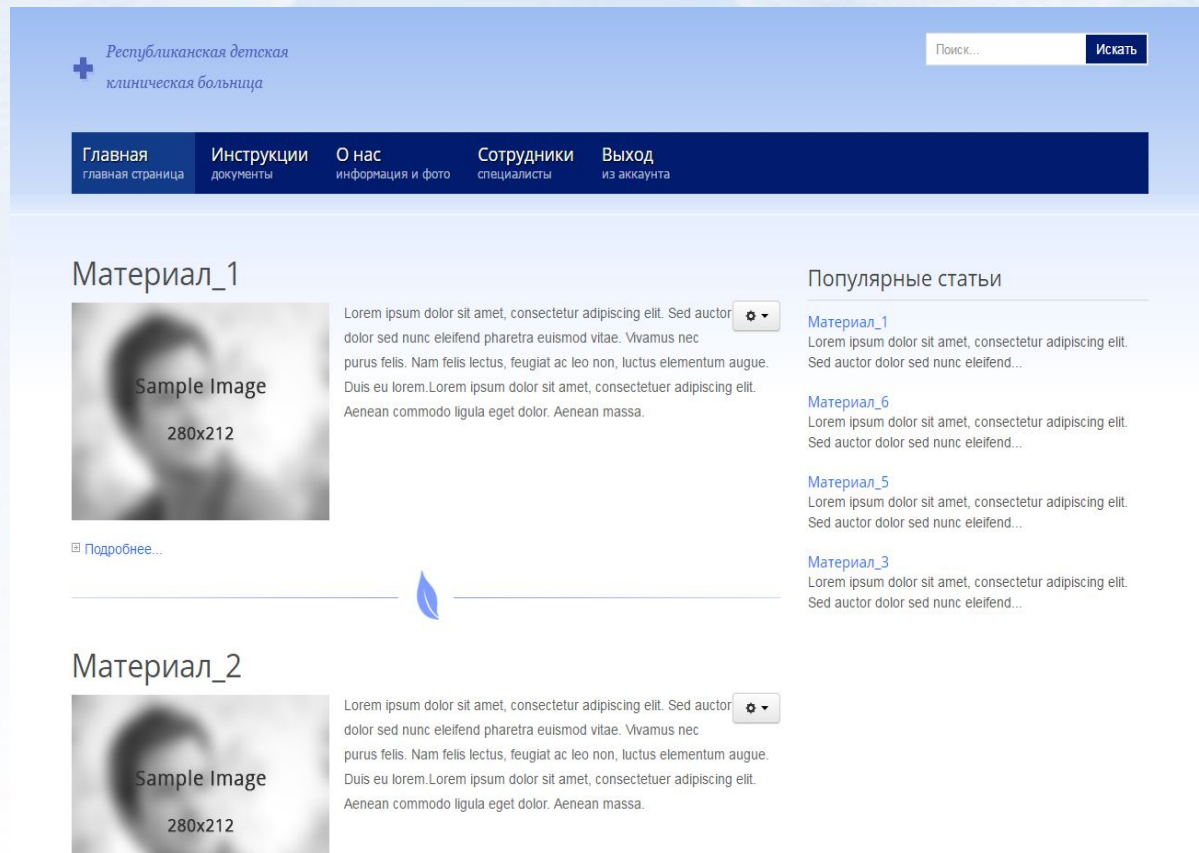 Республиканская детская
клиническая больница
Поиск...
Искать
Главная
главная страница
Инструкции
документы
О нас
информация и фото
Сотрудники
специалисты
Выход
из аккаунта
Материал_1
Sample Image
280x212
Lorem ipsum dolor sit amet, consectetur adipiscing elit. Sed auctor
dolor sed nunc eleifend pharetra euismod vitae. Vivamus nec
purus felis. Nam felis lectus, feugiat ac leo non, luctus elementum augue.
Duis eu lorem.Lorem ipsum dolor sit amet, consectetuer adipiscing elit.
Aenean commodo ligula eget dolor. Aenean massa.
Подробнее...
Материал_2
Sample Image
280x212
Lorem ipsum dolor sit amet, consectetur adipiscing elit. Sed auctor
dolor sed nunc eleifend pharetra euismod vitae. Vivamus nec
purus felis. Nam felis lectus, feugiat ac leo non, luctus elementum augue.
Duis eu lorem.Lorem ipsum dolor sit amet, consectetuer adipiscing elit.
Aenean commodo ligula eget dolor. Aenean massa.
Популярные статьи
Материал_1
Lorem ipsum dolor sit amet, consectetur adipiscing elit.
Sed auctor dolor sed nunc eleifend...
Материал_6
Lorem ipsum dolor sit amet, consectetur adipiscing elit.
Sed auctor dolor sed nunc eleifend...
Материал_5
Lorem ipsum dolor sit amet, consectetur adipiscing elit.
Sed auctor dolor sed nunc eleifend...
Материал_3
Lorem ipsum dolor sit amet, consectetur adipiscing elit.
Sed auctor dolor sed nunc eleifend...